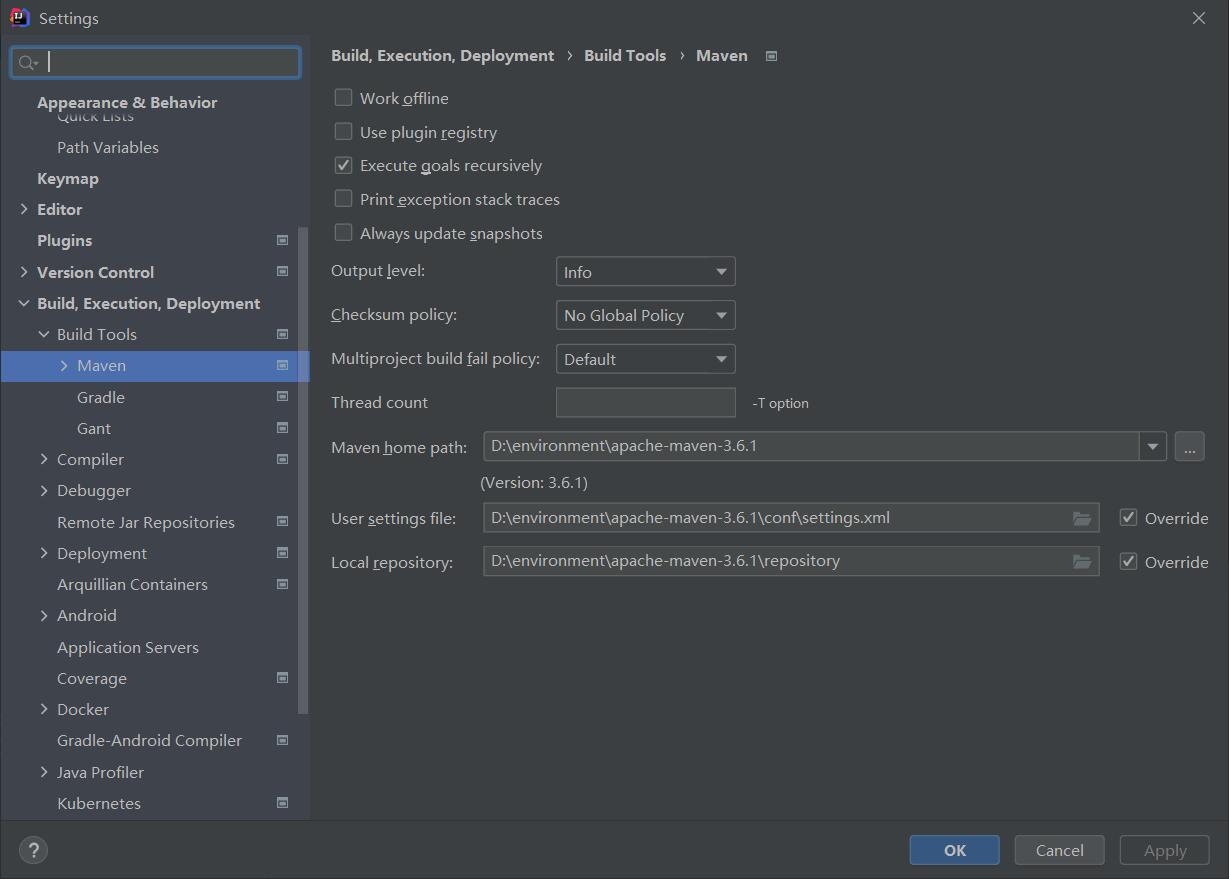 Settings
Appearance & Behavior
Quick Lists
Path Variables
Keymap
Editor
Plugins
Version Control
Build, Execution, Deployment
Build Tools
Maven
Gradle
Gant
Compiler
Debugger
Remote Jar Repositories
Deployment
Arquillian Containers
Android
Application Servers
Coverage
Docker
Gradle-Android Compiler
Java Profiler
Kubernetes
Build, Execution, Deployment › Build Tools › Maven
Work offline
Use plugin registry
Execute goals recursively
Print exception stack traces
Always update snapshots
Output level: Info
Checksum policy: No Global Policy
Multiproject build fail policy: Default
Thread count -T option
Maven home path: D:\environment\apache-maven-3.6.1 ...
(Version: 3.6.1)
User settings file: D:\environment\apache-maven-3.6.1\conf\settings.xml Override
Local repository: D:\environment\apache-maven-3.6.1\repository Override
? OK Cancel Apply